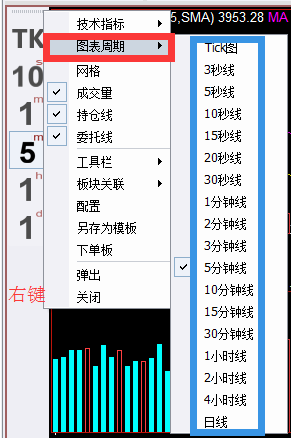 技术指标
5,SMA) 3953.28 MA
TK
图表周期
Tick图
网格
3秒线
10 s
5秒线
成交量
10秒线
1 m
持仓线
15秒线
5 m
委托线
20秒线
工具栏
30秒线
1 h
板块关联
1分钟线
配置
2分钟线
1 d
另存为模板
3分钟线
下单板
5分钟线
弹出
10分钟线
右键
关闭
15分钟线
30分钟线
1小时线
2小时线
4小时线
日线